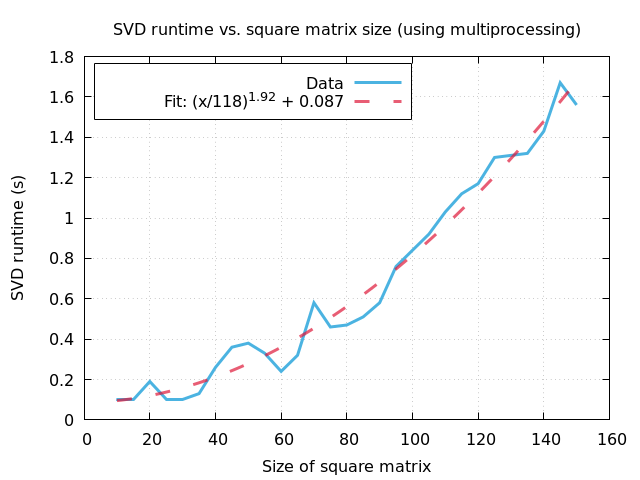 SVD runtime vs. square matrix size (using multiprocessing)
Data
Fit: (x/118)^1.92 + 0.087
SVD runtime (s)
1.8
1.6
1.4
1.2
1
0.8
0.6
0.4
0.2
0
0 20 40 60 80 100 120 140 160
Size of square matrix